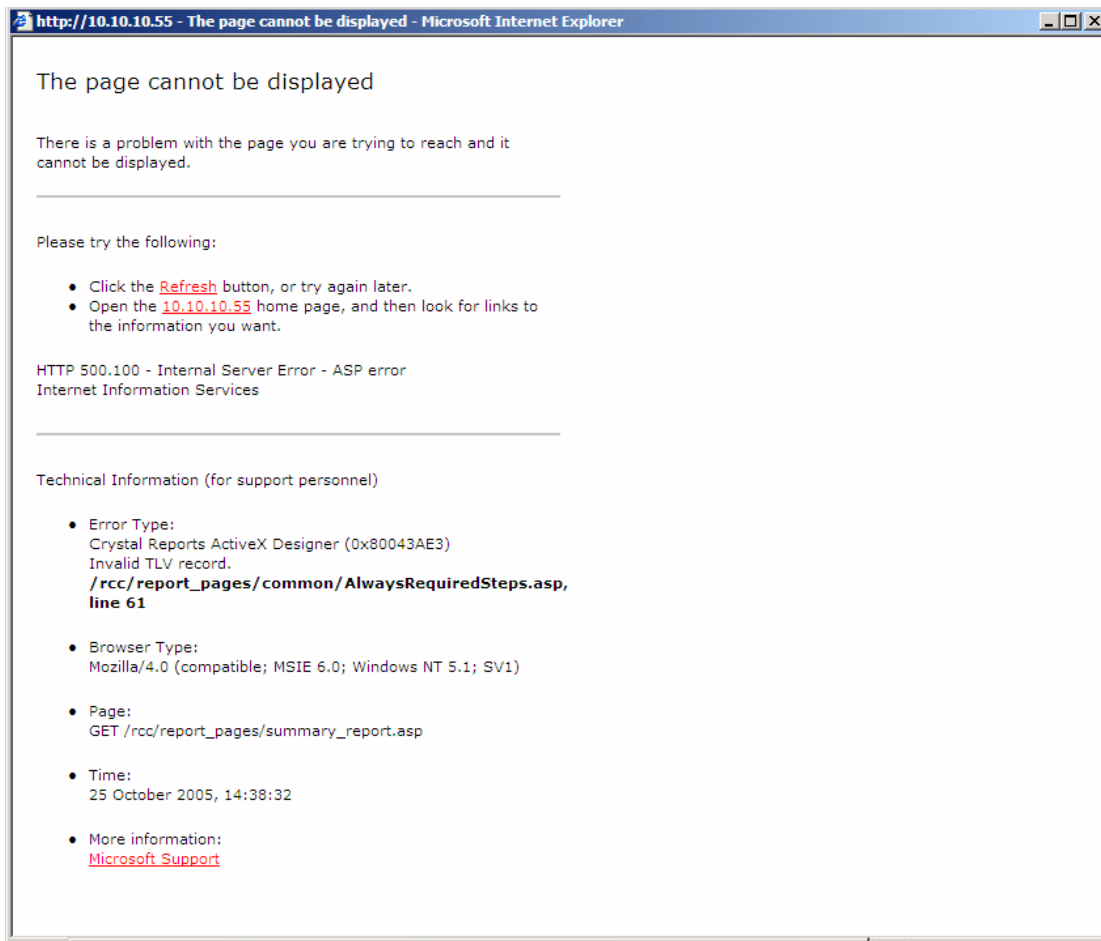 http://10.10.10.55 - The page cannot be displayed - Microsoft Internet Explorer
The page cannot be displayed
There is a problem with the page you are trying to reach and it
cannot be displayed.
Please try the following:
• Click the Refresh button, or try again later.
• Open the 10.10.10.55 home page, and then look for links to
the information you want.
HTTP 500.100 - Internal Server Error - ASP error
Internet Information Services
Technical Information (for support personnel)
• Error Type:
Crystal Reports ActiveX Designer (0x80043AE3)
Invalid TLV record.
/rcc/report_pages/common/AlwaysRequiredSteps.asp,
line 61
• Browser Type:
Mozilla/4.0 (compatible; MSIE 6.0; Windows NT 5.1; SV1)
• Page:
GET /rcc/report_pages/summary_report.asp
• Time:
25 October 2005, 14:38:32
• More information:
Microsoft Support